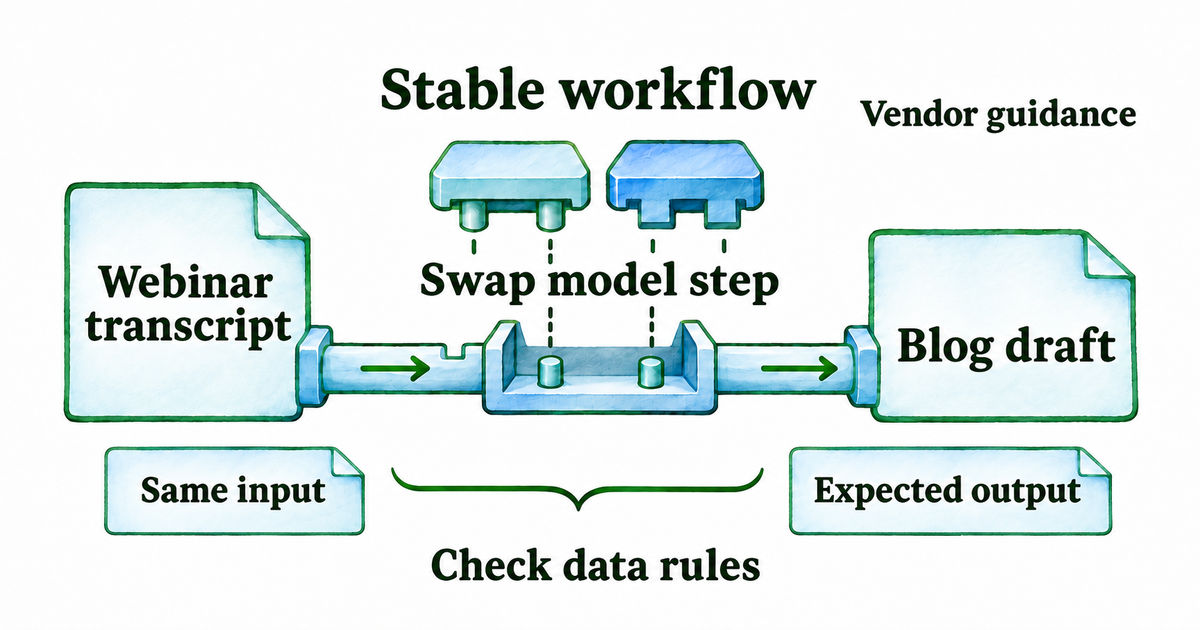 Stable workflow
Vendor guidance
Webinar
transcript
Swap model step
Blog draft
Same input
Expected output
Check data rules